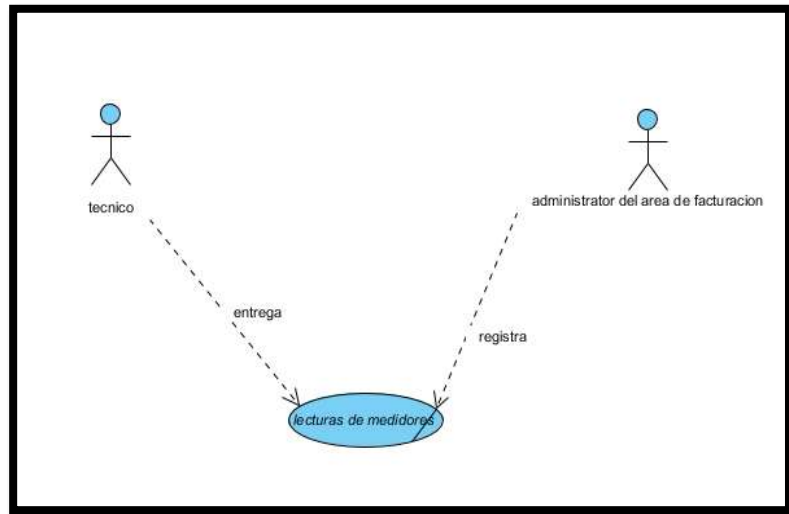 tecnico
administrator del area de facturacion
entrega
registra
lecturas de medidores